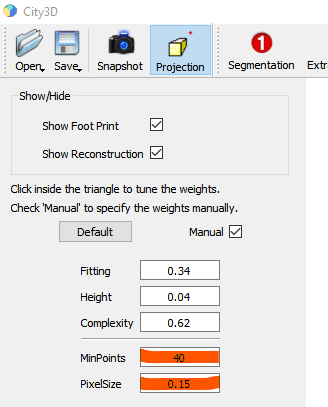 City3D
Open Save Snapshot Projection Segmentation
Show/Hide
Show Foot Print
Show Reconstruction
Click inside the triangle to tune the weights.
Check 'Manual' to specify the weights manually.
Default Manual
Fitting 0.34
Height 0.04
Complexity 0.62
MinPoints 40
PixelSize 0.15